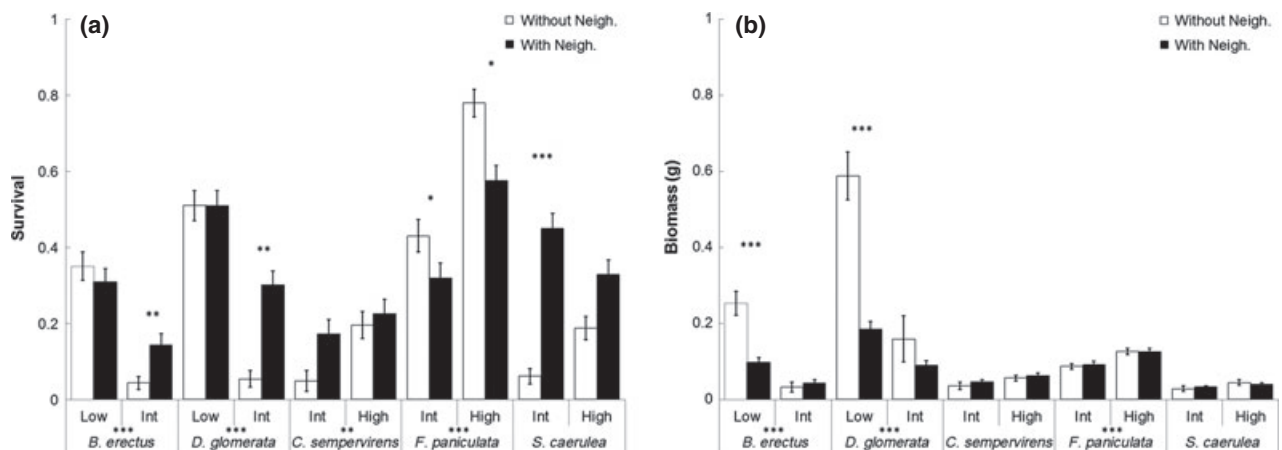 (a)
Without Neigh.
With Neigh.
1
0.8
0.6
0.4
0.2
0
Survival
** ** * * ***
Low Int Low Int Int High Int High Int High
*** *** ** ***
B. erectus D. glomerata C. sempervirens F. paniculata S. caerulea
(b)
Without Neigh.
With Neigh.
1
0.8
0.6
0.4
0.2
0
Biomass (g)
*** ***
Low Int Low Int Int High Int High Int High
*** *** ***
B. erectus D. glomerata C. sempervirens F. paniculata S. caerulea